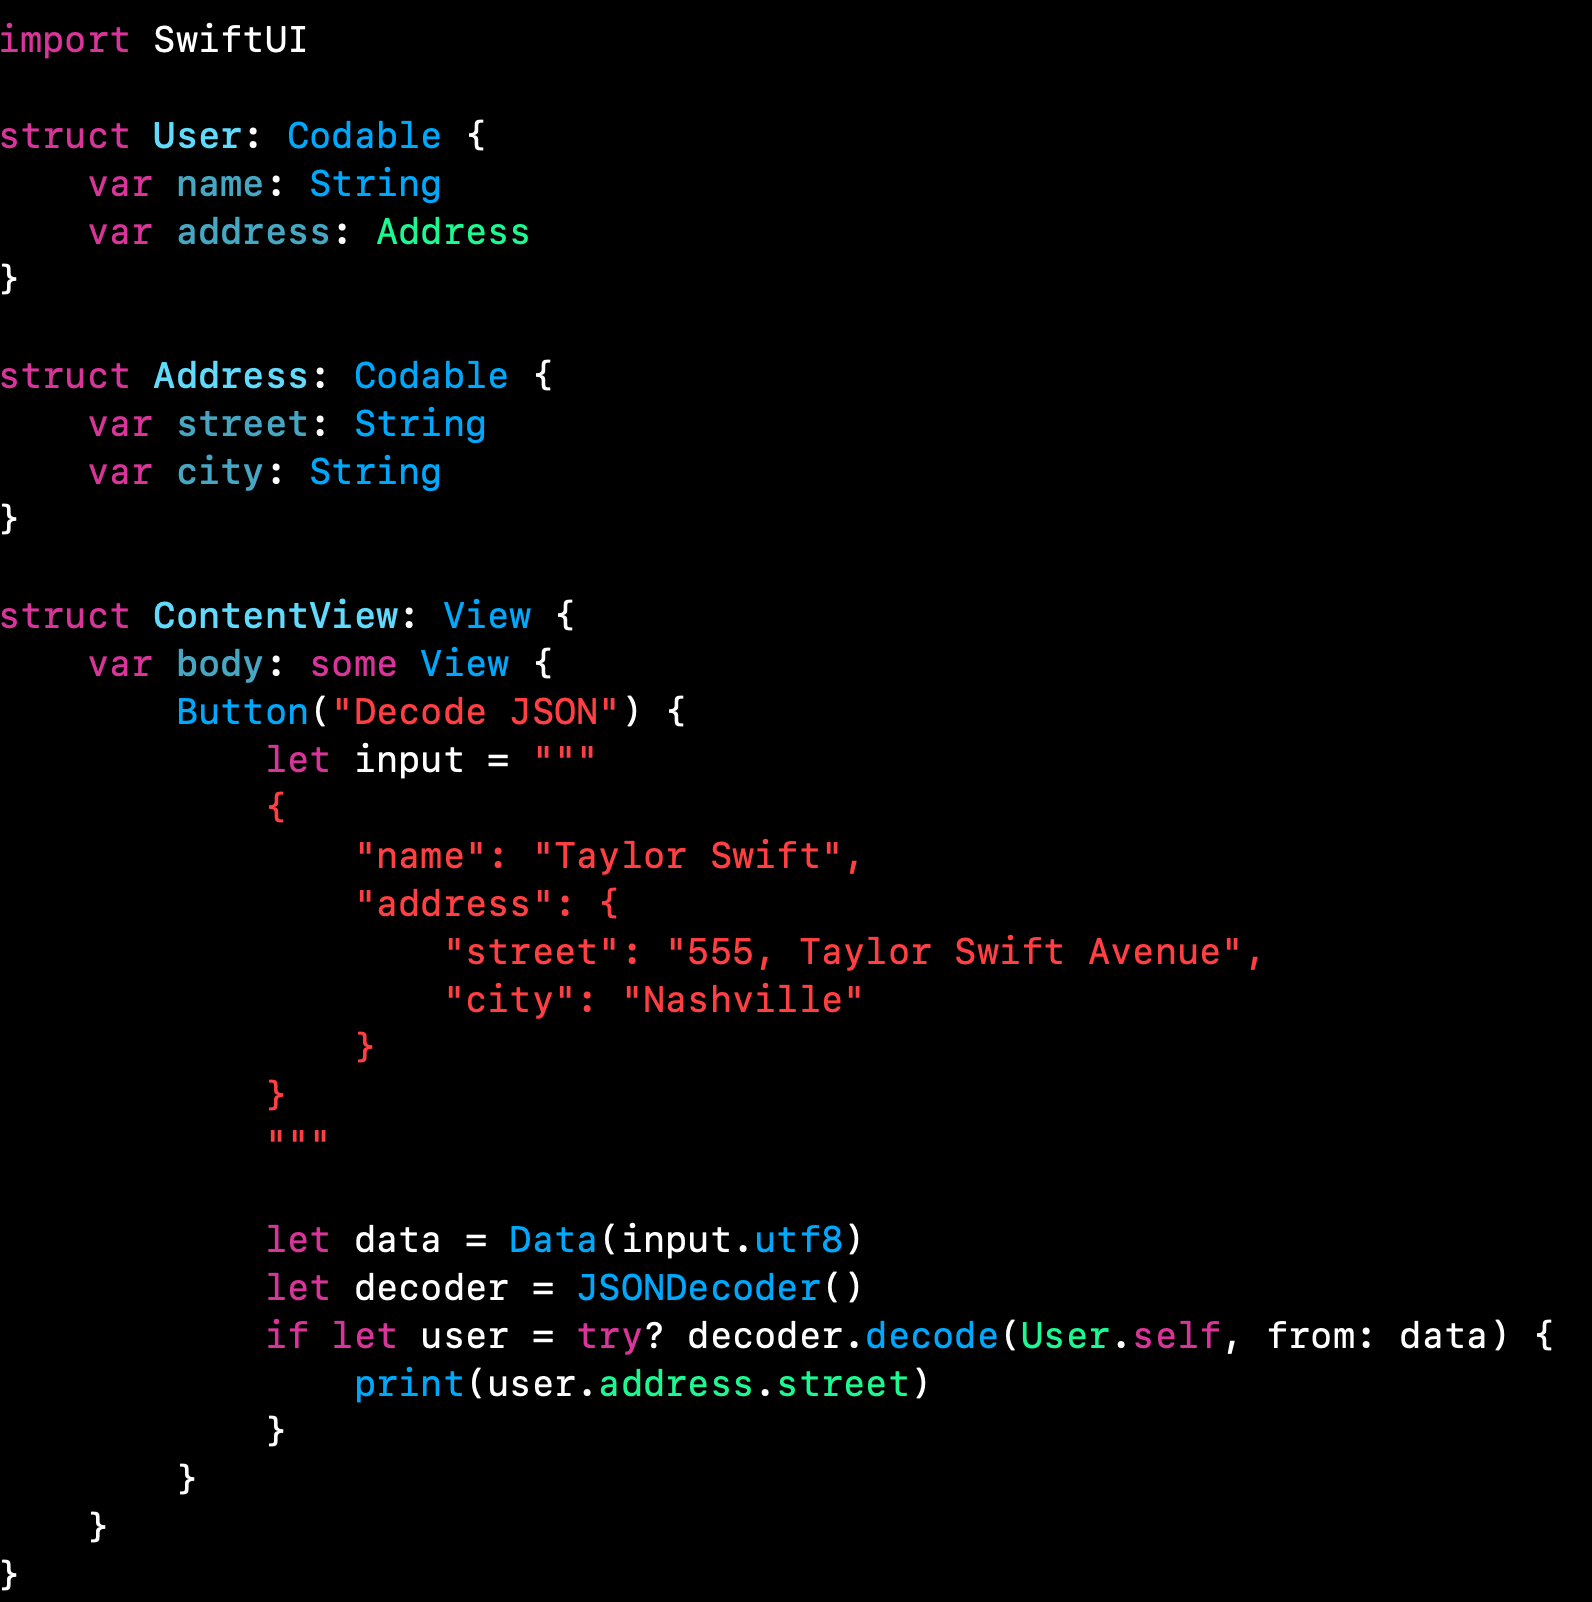 import SwiftUI

struct User: Codable {
    var name: String
    var address: Address
}

struct Address: Codable {
    var street: String
    var city: String
}

struct ContentView: View {
    var body: some View {
        Button("Decode JSON") {
            let input = """
            {
                "name": "Taylor Swift",
                "address": {
                    "street": "555, Taylor Swift Avenue",
                    "city": "Nashville"
                }
            }
            """

            let data = Data(input.utf8)
            let decoder = JSONDecoder()
            if let user = try? decoder.decode(User.self, from: data) {
                print(user.address.street)
            }
        }
    }
}